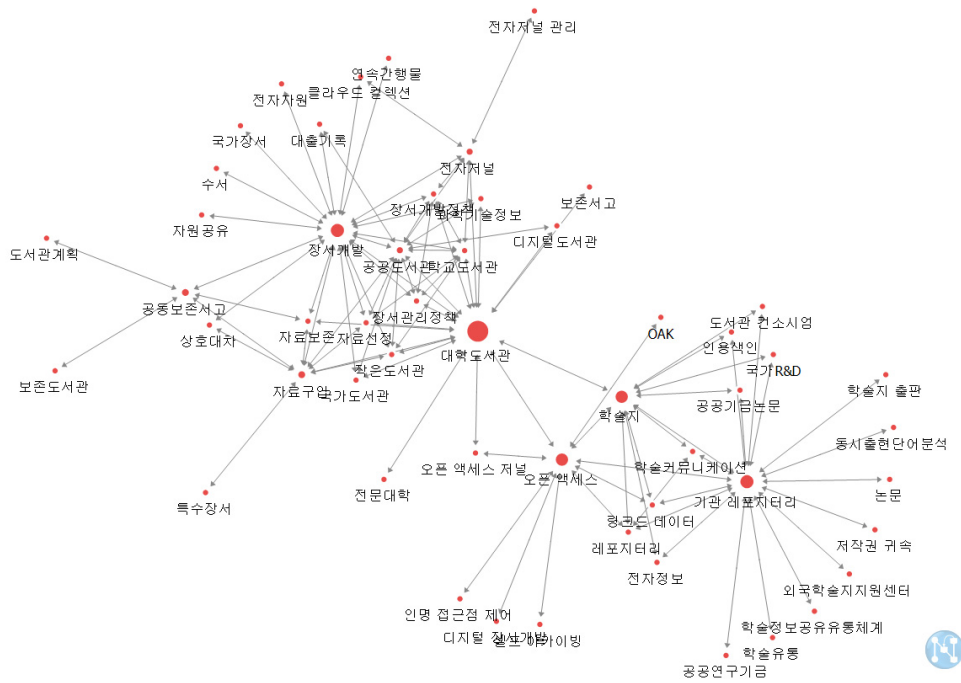 전자저널 관리
연속간행물
전자자원
클라우드 컬렉션
국가장서
대출기록
전자저널
수서
장서개발정책
과학기술정보
보존서고
자원공유
디지털도서관
장서개발
도서관계획
공공도서관
학교도서관
공동보존서고
장서관리정책
도서관 컨소시엄
상호대차
자료보존
자료선정
OAK
인용색인
대학도서관
작은도서관
국가 R&D
보존도서관
자료구입
국가도서관
학술지 출판
공공기금논문
학술지
동시출현단어분석
오픈 액세스 저널
학술커뮤니케이션
오픈 액세스
전문대학
논문
기관 레포지터리
특수장서
링크드 데이터
레포지터리
저작권 귀속
전자정보
외국학술지지원센터
인명 접근점 제어
학술정보공유유통체계
디지털 장서개발
셀프 아카이빙
학술유통
공공연구기금